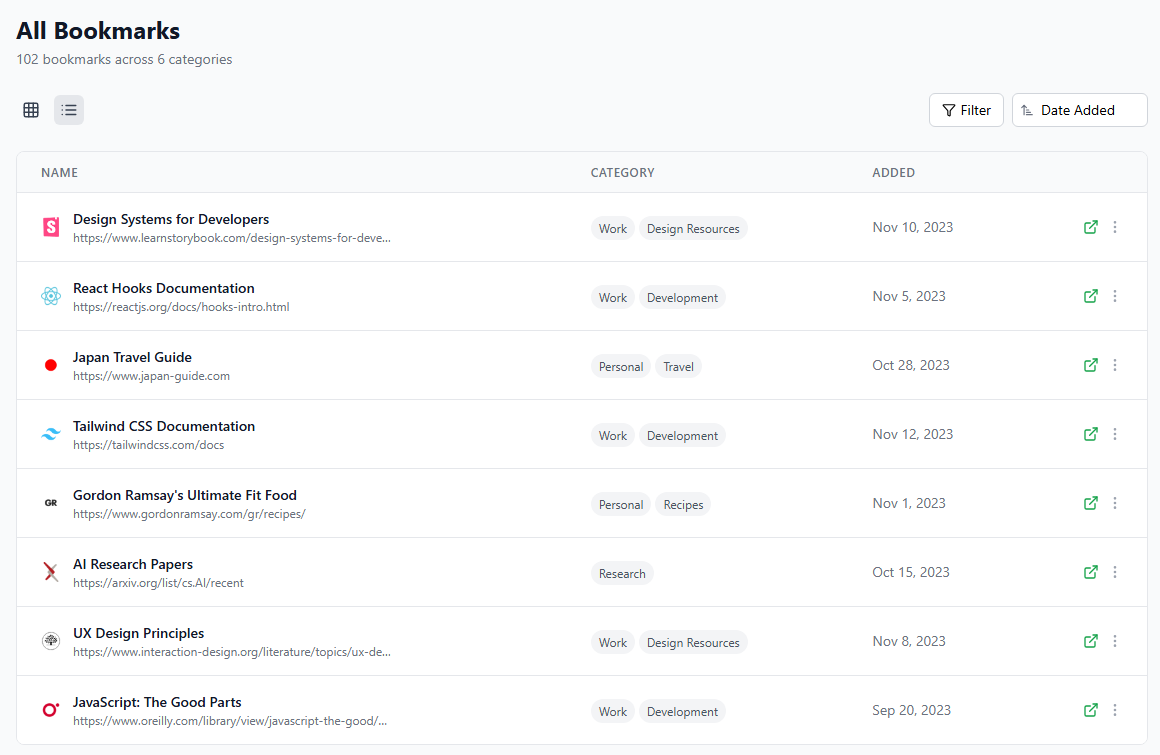 All Bookmarks
102 bookmarks across 6 categories
Filter
Date Added
NAME CATEGORY ADDED
S
Design Systems for Developers
https://www.learnstorybook.com/design-systems-for-deve...
Work Design Resources Nov 10, 2023
React Hooks Documentation
https://reactjs.org/docs/hooks-intro.html
Work Development Nov 5, 2023
Japan Travel Guide
https://www.japan-guide.com
Personal Travel Oct 28, 2023
Tailwind CSS Documentation
https://tailwindcss.com/docs
Work Development Nov 12, 2023
GR
Gordon Ramsay's Ultimate Fit Food
https://www.gordonramsay.com/gr/recipes/
Personal Recipes Nov 1, 2023
AI Research Papers
https://arxiv.org/list/cs.AI/recent
Research Oct 15, 2023
UX Design Principles
https://www.interaction-design.org/literature/topics/ux-de...
Work Design Resources Nov 8, 2023
JavaScript: The Good Parts
https://www.oreilly.com/library/view/javascript-the-good/...
Work Development Sep 20, 2023